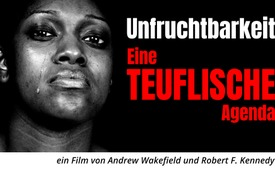 Unfruchtbarkeit
Eine
TEUFLISCHE
Agenda
ein Film von Andrew Wakefield und Robert F. Kennedy